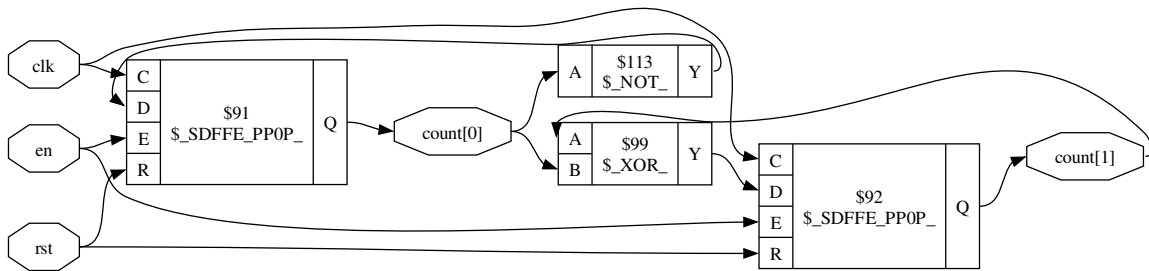 clk
en
rst
C
D
E
R
$91
$_SDFFE_PP0P_
Q
count[0]
A
$113
$_NOT_
Y
A
B
$99
$_XOR_
Y
C
D
E
R
$92
$_SDFFE_PP0P_
Q
count[1]